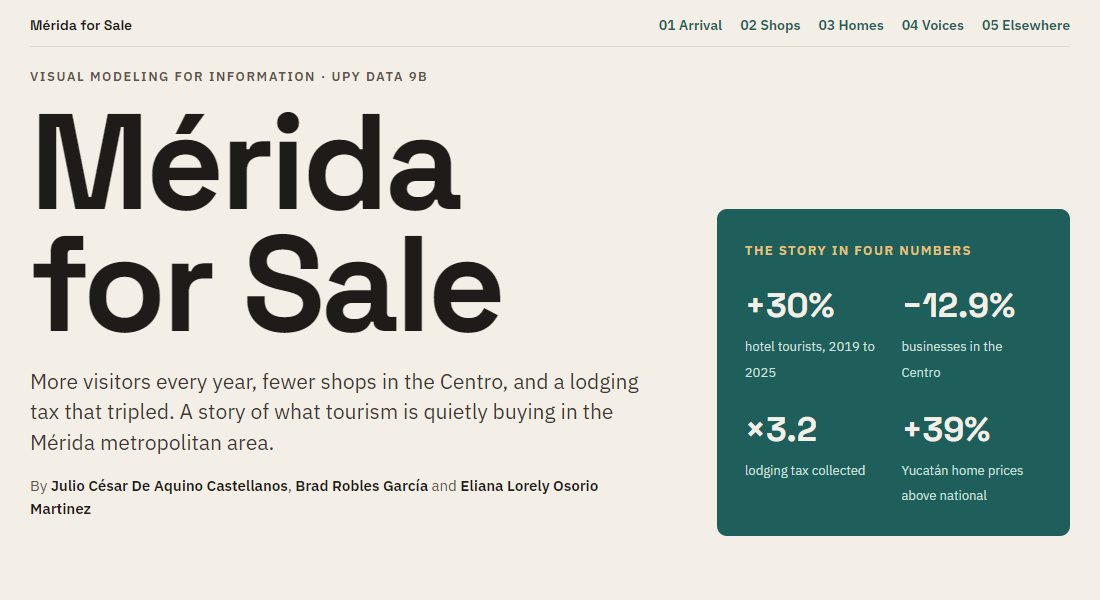 Mérida for Sale
01 Arrival 02 Shops 03 Homes 04 Voices 05 Elsewhere
VISUAL MODELING FOR INFORMATION · UPY DATA 9B
Mérida
for Sale
More visitors every year, fewer shops in the Centro, and a lodging
tax that tripled. A story of what tourism is quietly buying in the
Mérida metropolitan area.
By Julio César De Aquino Castellanos, Brad Robles García and Eliana Lorely Osorio
Martinez
THE STORY IN FOUR NUMBERS
+30%
hotel tourists, 2019 to
2025
−12.9%
businesses in the
Centro
×3.2
lodging tax collected
+39%
Yucatán home prices
above national